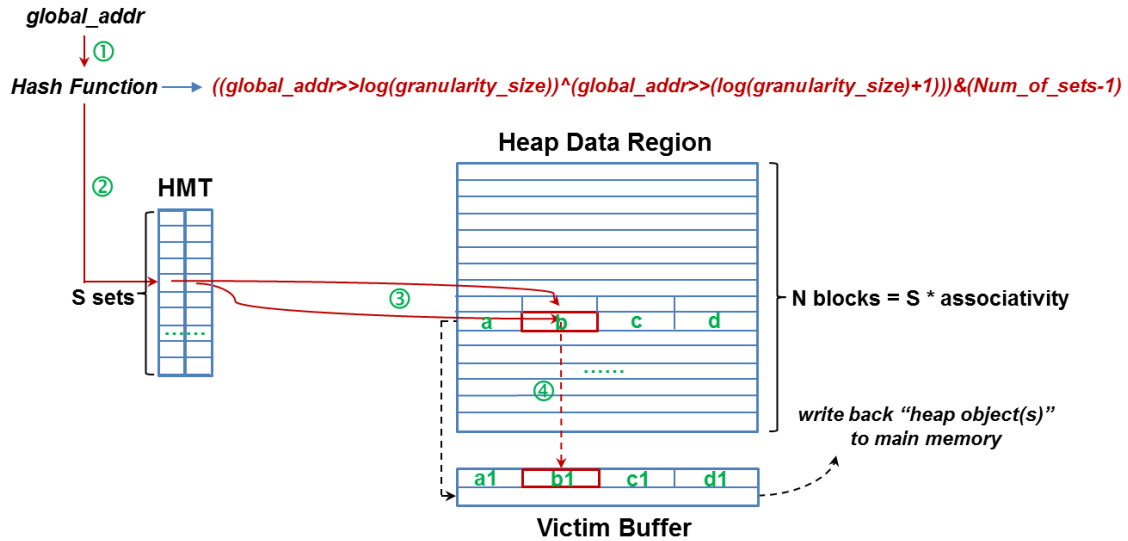 global_addr
①
Hash Function
((global_addr>>log(granularity_size))^(global_addr>>(log(granularity_size)+1)))&(Num_of_sets-1)
Heap Data Region
②
HMT
S sets
③
N blocks = S * associativity
a b c d
......
......
④
write back “heap object(s)”
to main memory
a1 b1 c1 d1
Victim Buffer